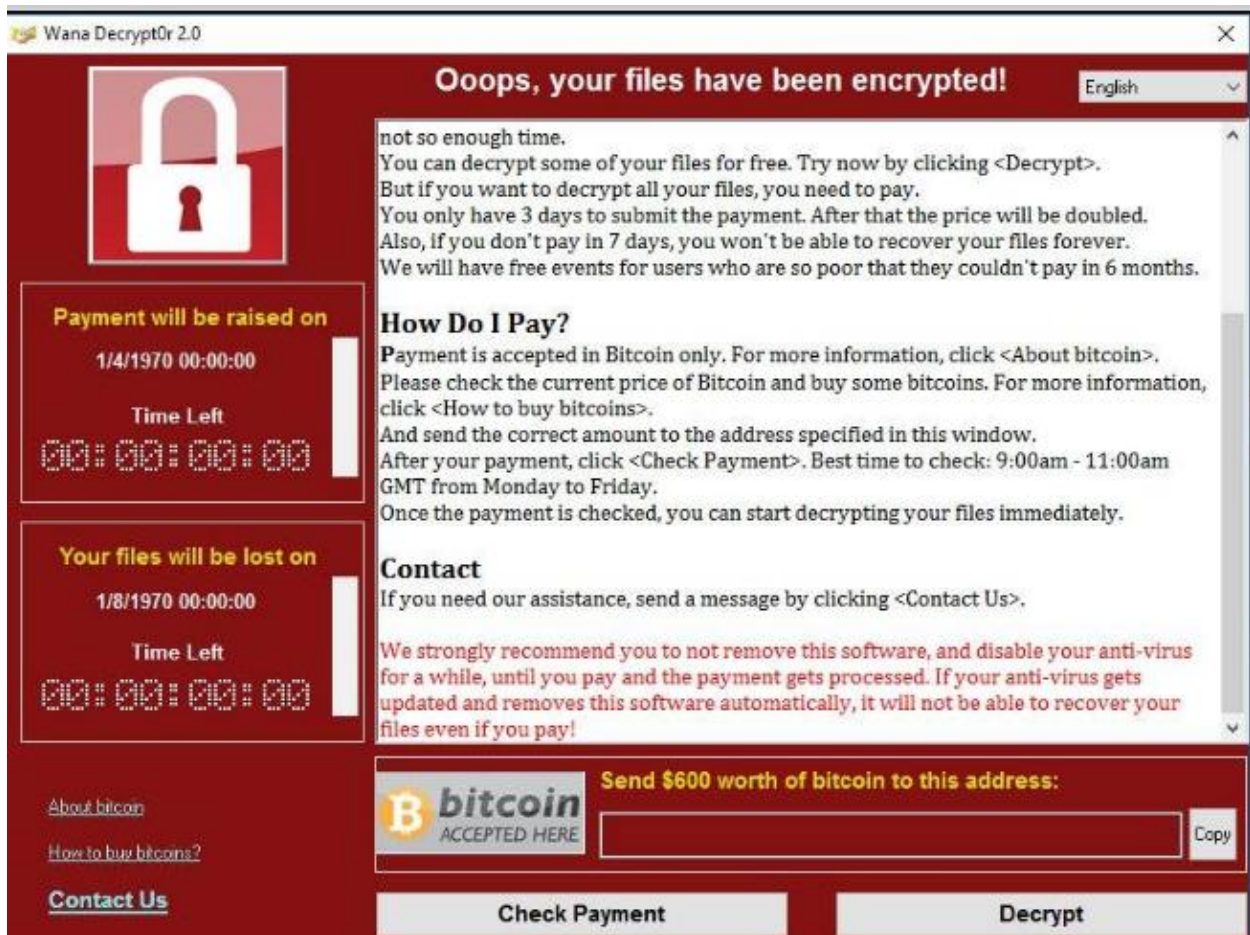 Wana Decrypt0r 2.0
Ooops, your files have been encrypted!
English
Payment will be raised on
1/4/1970 00:00:00
Time Left
00:00:00:00
Your files will be lost on
1/8/1970 00:00:00
Time Left
00:00:00:00
About bitcoin
How to buy bitcoins?
Contact Us
not so enough time.
You can decrypt some of your files for free. Try now by clicking <Decrypt>.
But if you want to decrypt all your files, you need to pay.
You only have 3 days to submit the payment. After that the price will be doubled.
Also, if you don't pay in 7 days, you won't be able to recover your files forever.
We will have free events for users who are so poor that they couldn't pay in 6 months.
How Do I Pay?
Payment is accepted in Bitcoin only. For more information, click <About bitcoin>.
Please check the current price of Bitcoin and buy some bitcoins. For more information,
click <How to buy bitcoins>.
And send the correct amount to the address specified in this window.
After your payment, click <Check Payment>. Best time to check: 9:00am - 11:00am
GMT from Monday to Friday.
Once the payment is checked, you can start decrypting your files immediately.
Contact
If you need our assistance, send a message by clicking <Contact Us>.
We strongly recommend you to not remove this software, and disable your anti-virus
for a while, until you pay and the payment gets processed. If your anti-virus gets
updated and removes this software automatically, it will not be able to recover your
files even if you pay!
bitcoin
ACCEPTED HERE
Send $600 worth of bitcoin to this address:
Copy
Check Payment
Decrypt